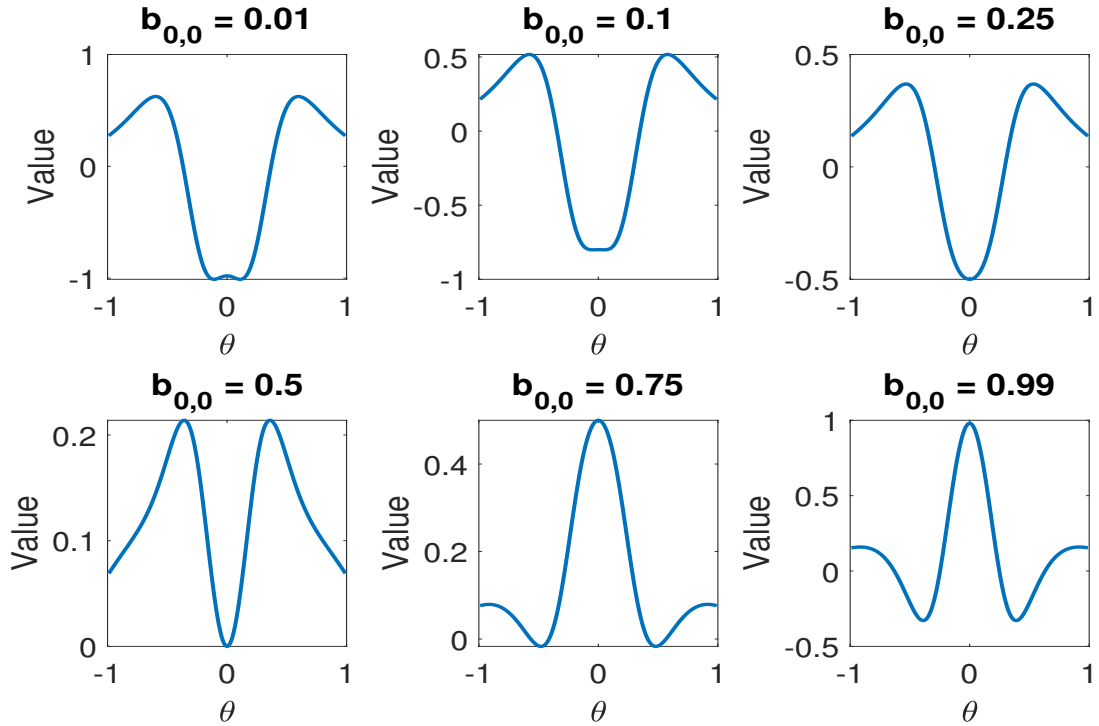 b0,0 = 0.01
1
0
-1
Value
-1 0 1
θ
b0,0 = 0.1
0.5
0
-0.5
-1
Value
-1 0 1
θ
b0,0 = 0.25
0.5
0
-0.5
Value
-1 0 1
θ
b0,0 = 0.5
0.2
0.1
0
Value
-1 0 1
θ
b0,0 = 0.75
0.4
0.2
0
Value
-1 0 1
θ
b0,0 = 0.99
1
0.5
0
-0.5
Value
-1 0 1
θ